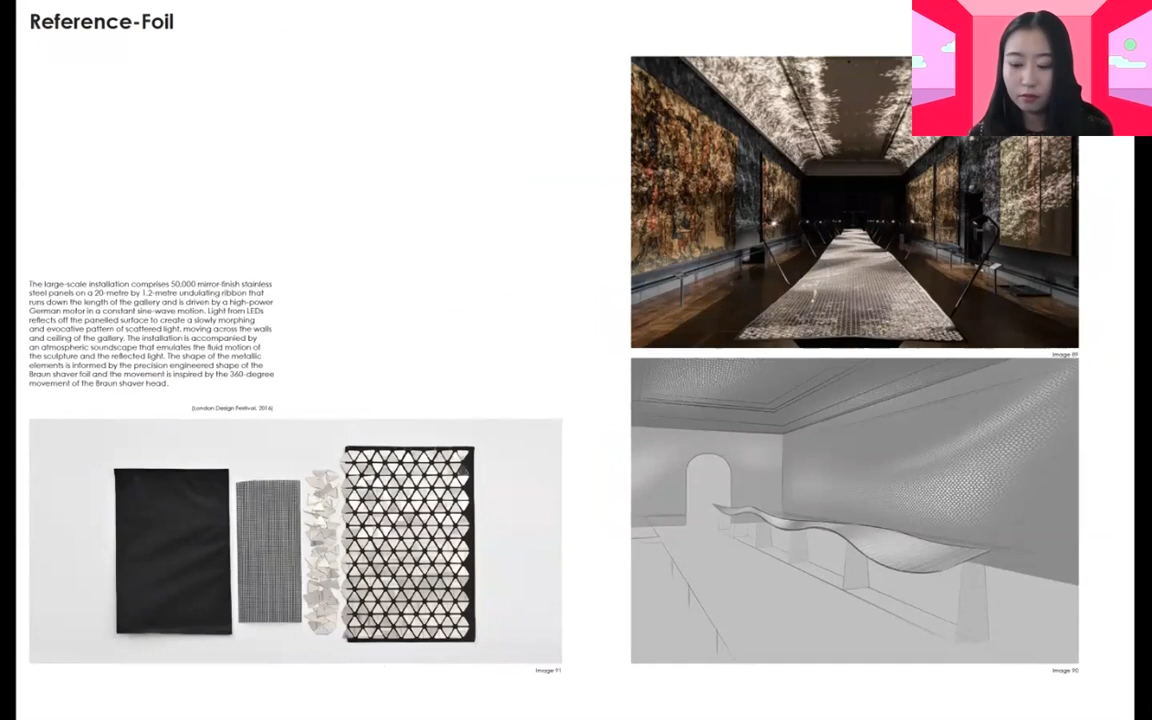 Reference-Foil
The large-scale installation comprises 50,000 mirror-finish stainless
steel panels on a 20-metre by 1.2-metre undulating ribbon that
runs down the length of the gallery and is driven by a high-power
German motor in a constant sine-wave motion. Light from LEDs
reflects off the panelled surface to create a slowly morphing
and evocative pattern of scattered light, moving across the walls
and ceiling of the gallery. The installation is accompanied by
an atmospheric soundscape that emulates the fluid motion of
the sculpture and the reflected light. The shape of the metallic
elements is informed by the precision engineered shape of the
Braun shaver foil and the movement is inspired by the 360-degree
movement of the Braun shaver head.
(London Design Festival, 2016)
Image 91
Image 89
Image 90